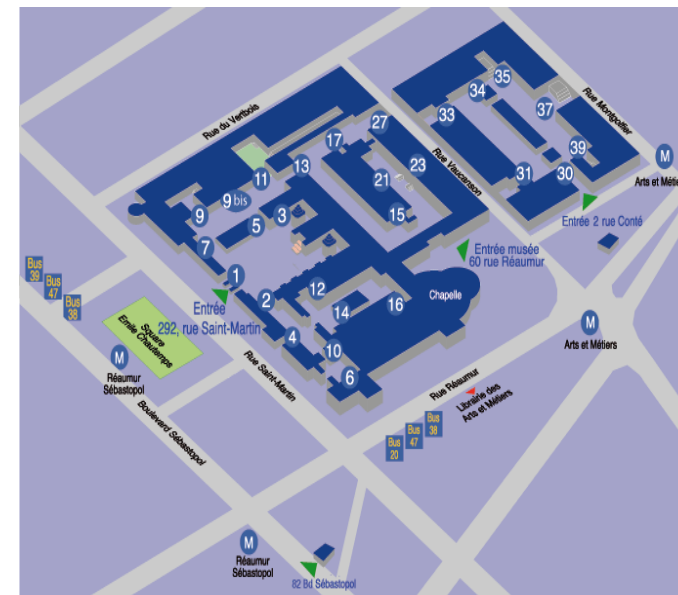 35
34
37
Rue Montgolfier
27
33
Rue du Vertbois
17
39
M
Arts et Métiers
13
Rue Vaucanson
23
11
21
31
30
9
9 bis
3
15
5
Entrée 2 rue Conté
7
Entrée musée
60 rue Réaumur
Bus
39
Bus
47
Bus
38
1
12
Entrée
292, rue Saint-Martin
2
14
16
Chapelle
M
Arts et Métiers
Square
Emile Chautemps
4
10
M
Réaumur
Sébastopol
6
Rue Saint-Martin
Rue Réaumur
Librairie des
Arts et Métiers
Boulevard Sébastopol
Bus
20
Bus
47
Bus
38
M
Réaumur
Sébastopol
82 Bd Sébastopol